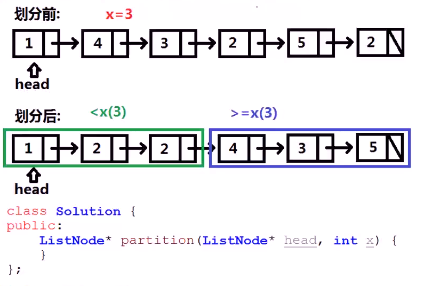 划分前: x=3
1 4 3 2 5 2
head
划分后: <x(3) >=x(3)
1 2 2 4 3 5
head
class Solution {
public:
    ListNode* partition(ListNode* head, int x) {
    }
};